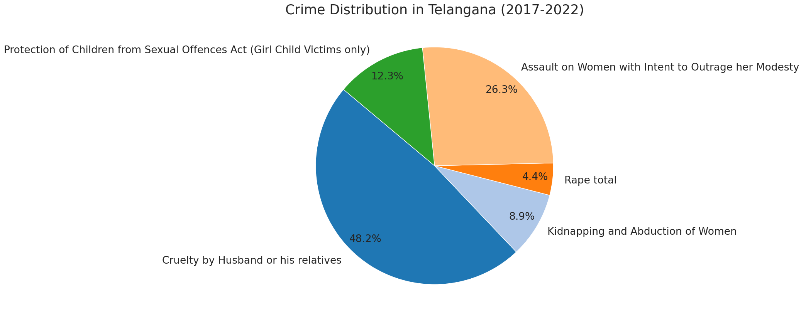 Crime Distribution in Telangana (2017-2022)
Protection of Children from Sexual Offences Act (Girl Child Victims only)
12.3%
Assault on Women with Intent to Outrage her Modesty
26.3%
4.4%
Rape total
8.9%
Kidnapping and Abduction of Women
48.2%
Cruelty by Husband or his relatives